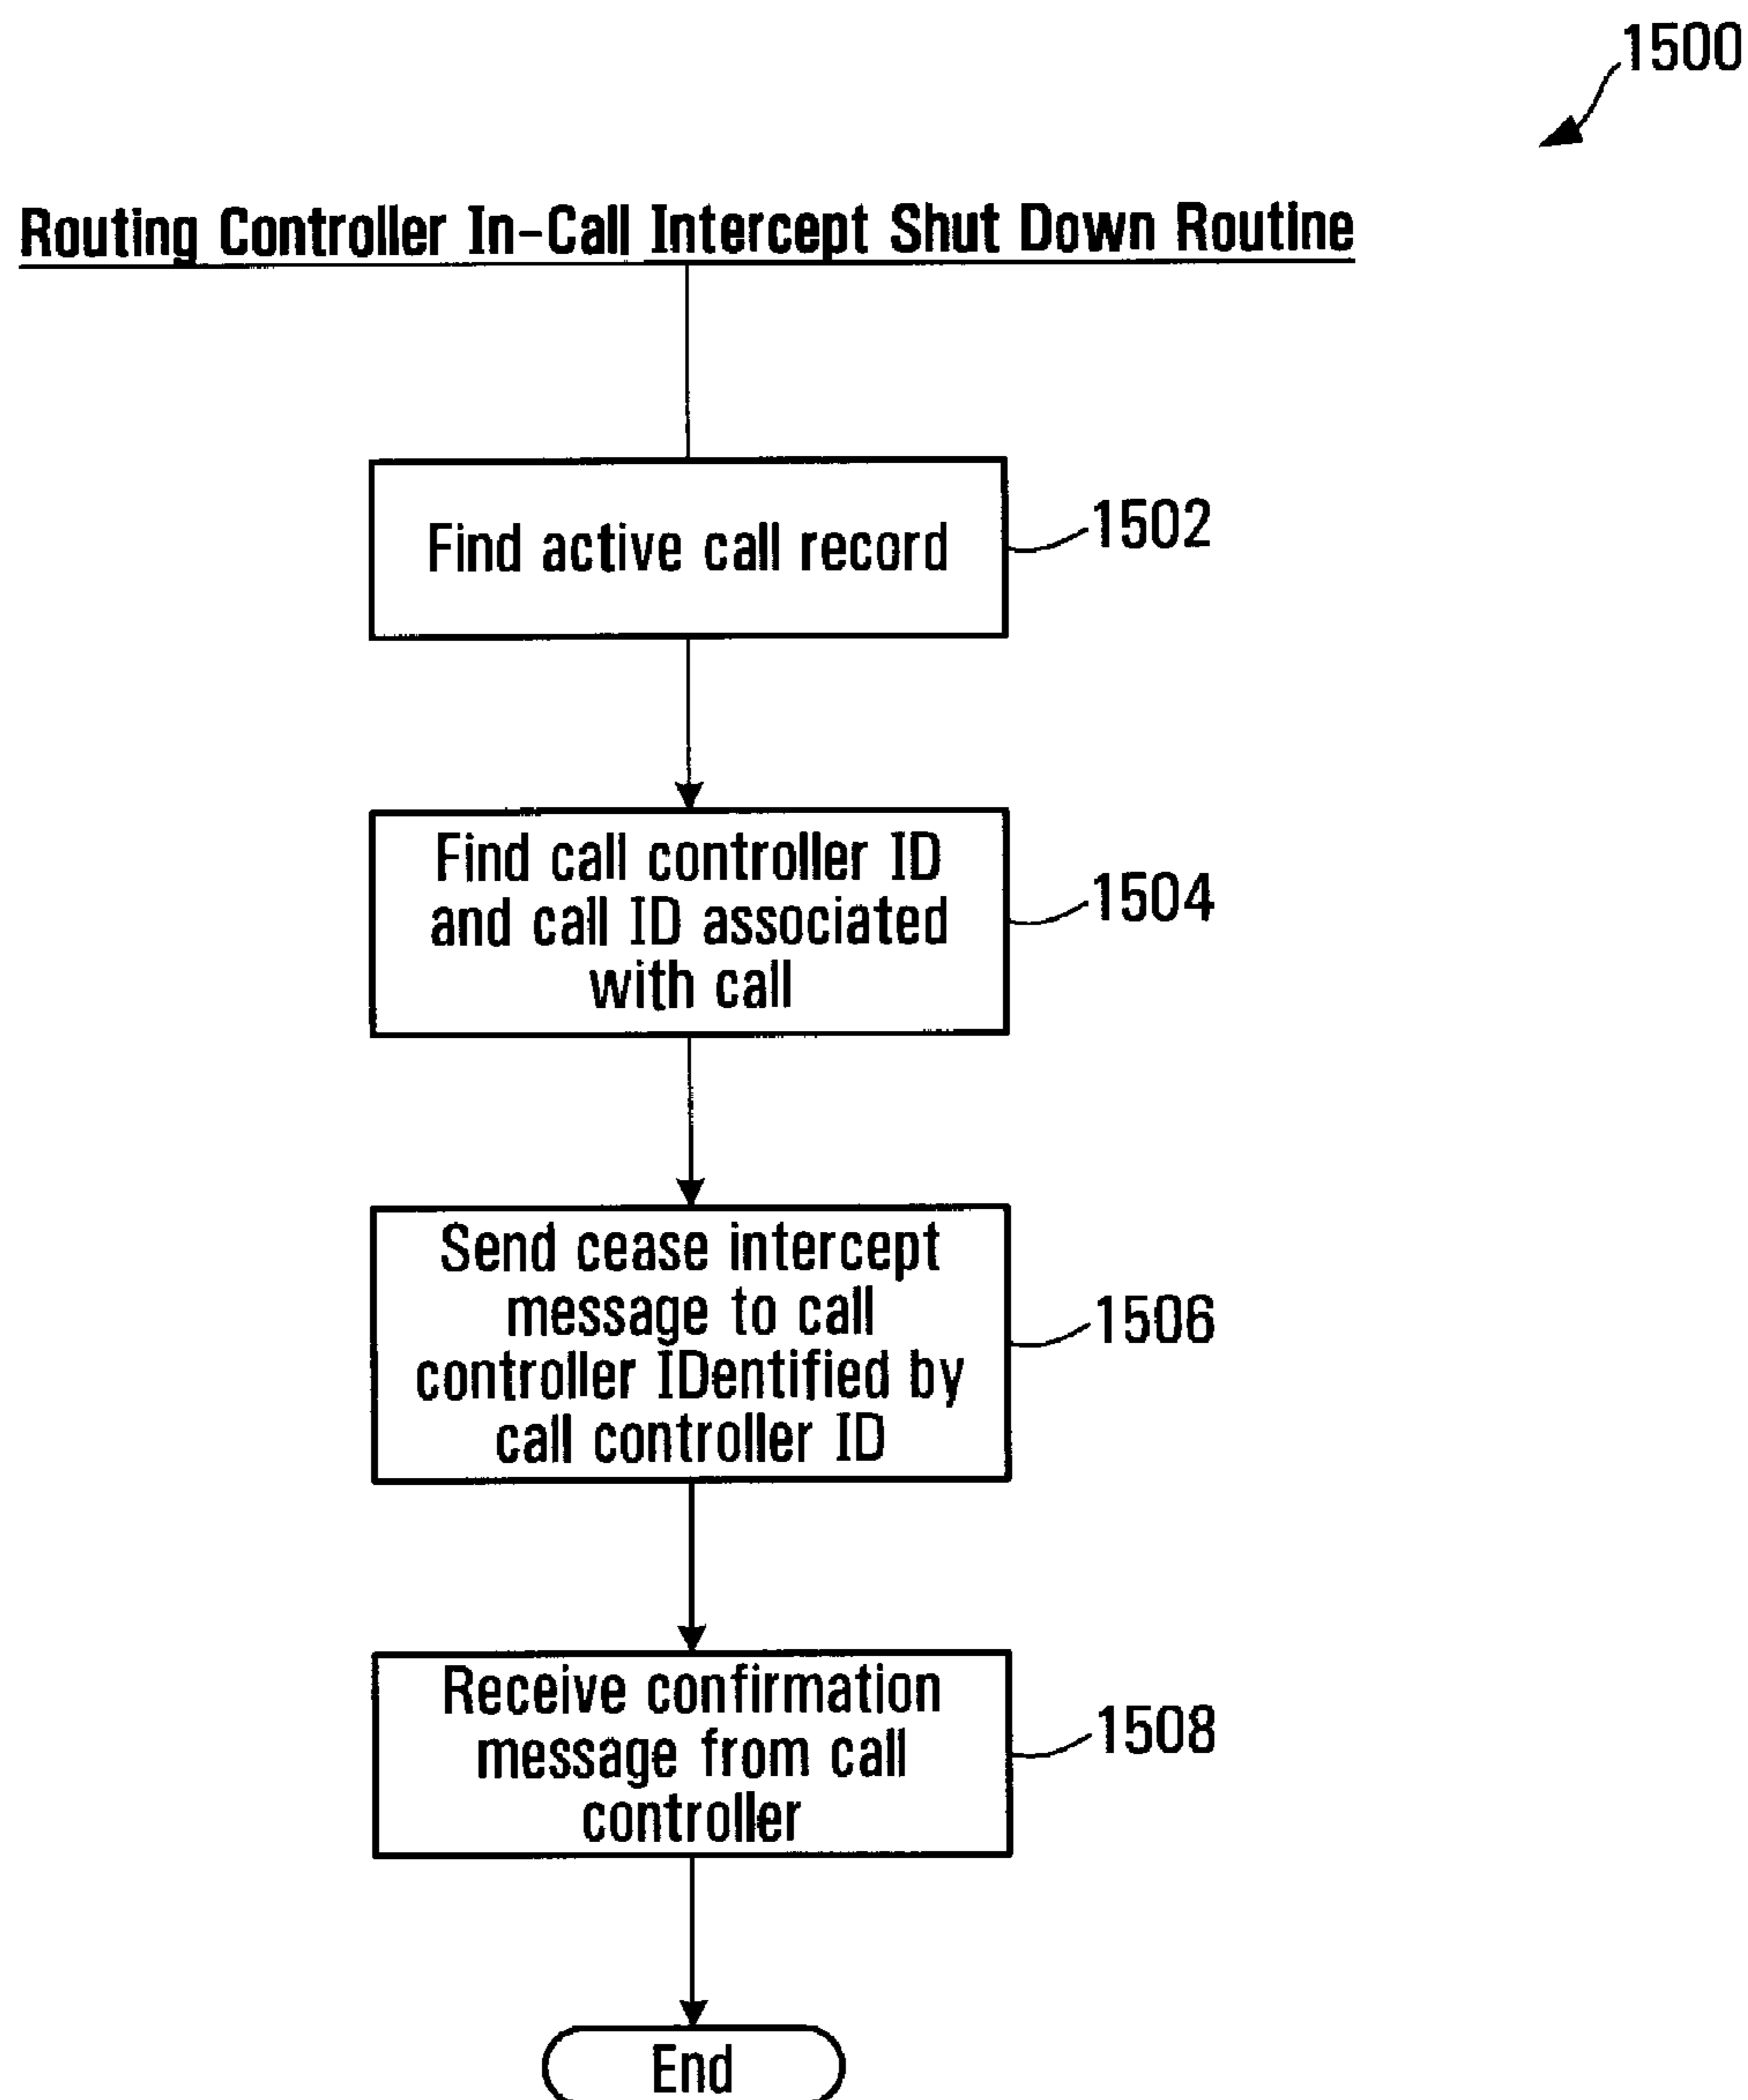 1500
Routing Controller In-Call Intercept Shut Down Routine
Find active call record
1502
Find call controller ID
and call ID associated
with call
1504
Send cease intercept
message to call
controller IDentified by
call controller ID
1506
Receive confirmation
message from call
controller
1508
End